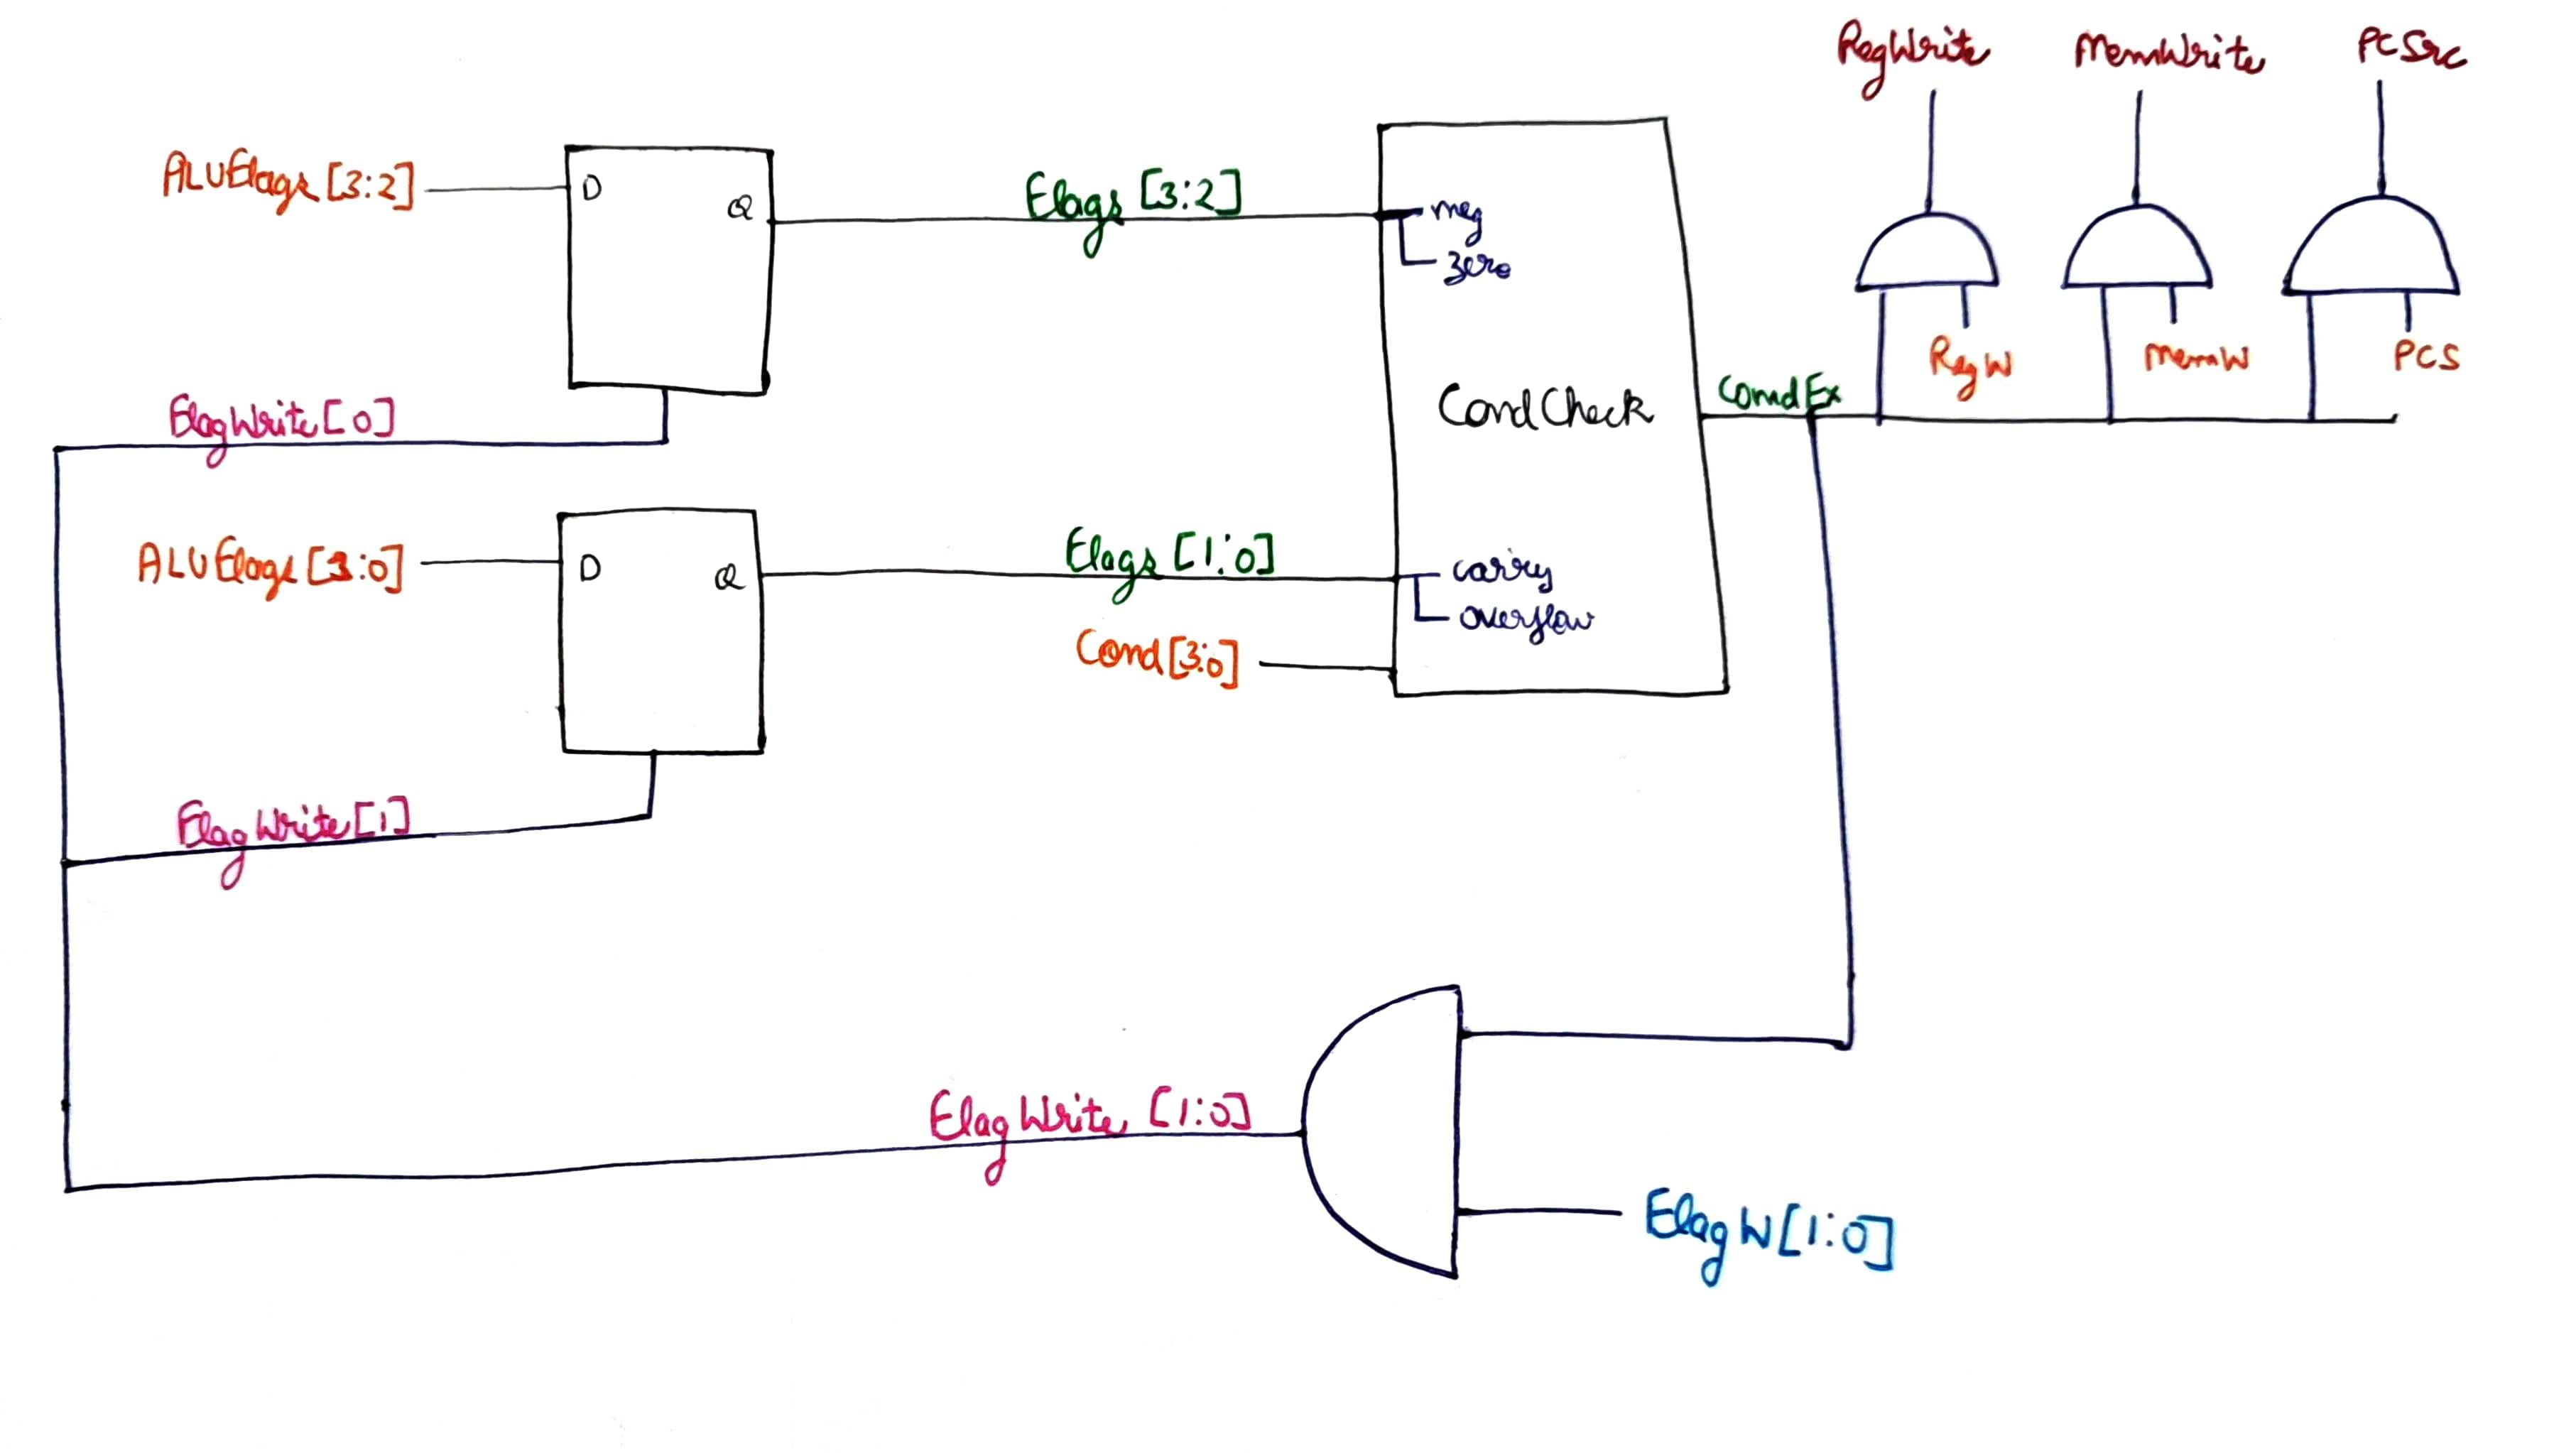 RegWrite
MemWrite
PCSrc
ALUFlags [3:2]
D
Q
Flags [3:2]
neg
zero
RegW
MemW
PCS
CondCheck
CondEx
FlagWrite[0]
ALUFlags [3:0]
D
Q
Flags [1:0]
carry
overflow
Cond[3:0]
FlagWrite[1]
FlagWrite [1:0]
FlagW[1:0]